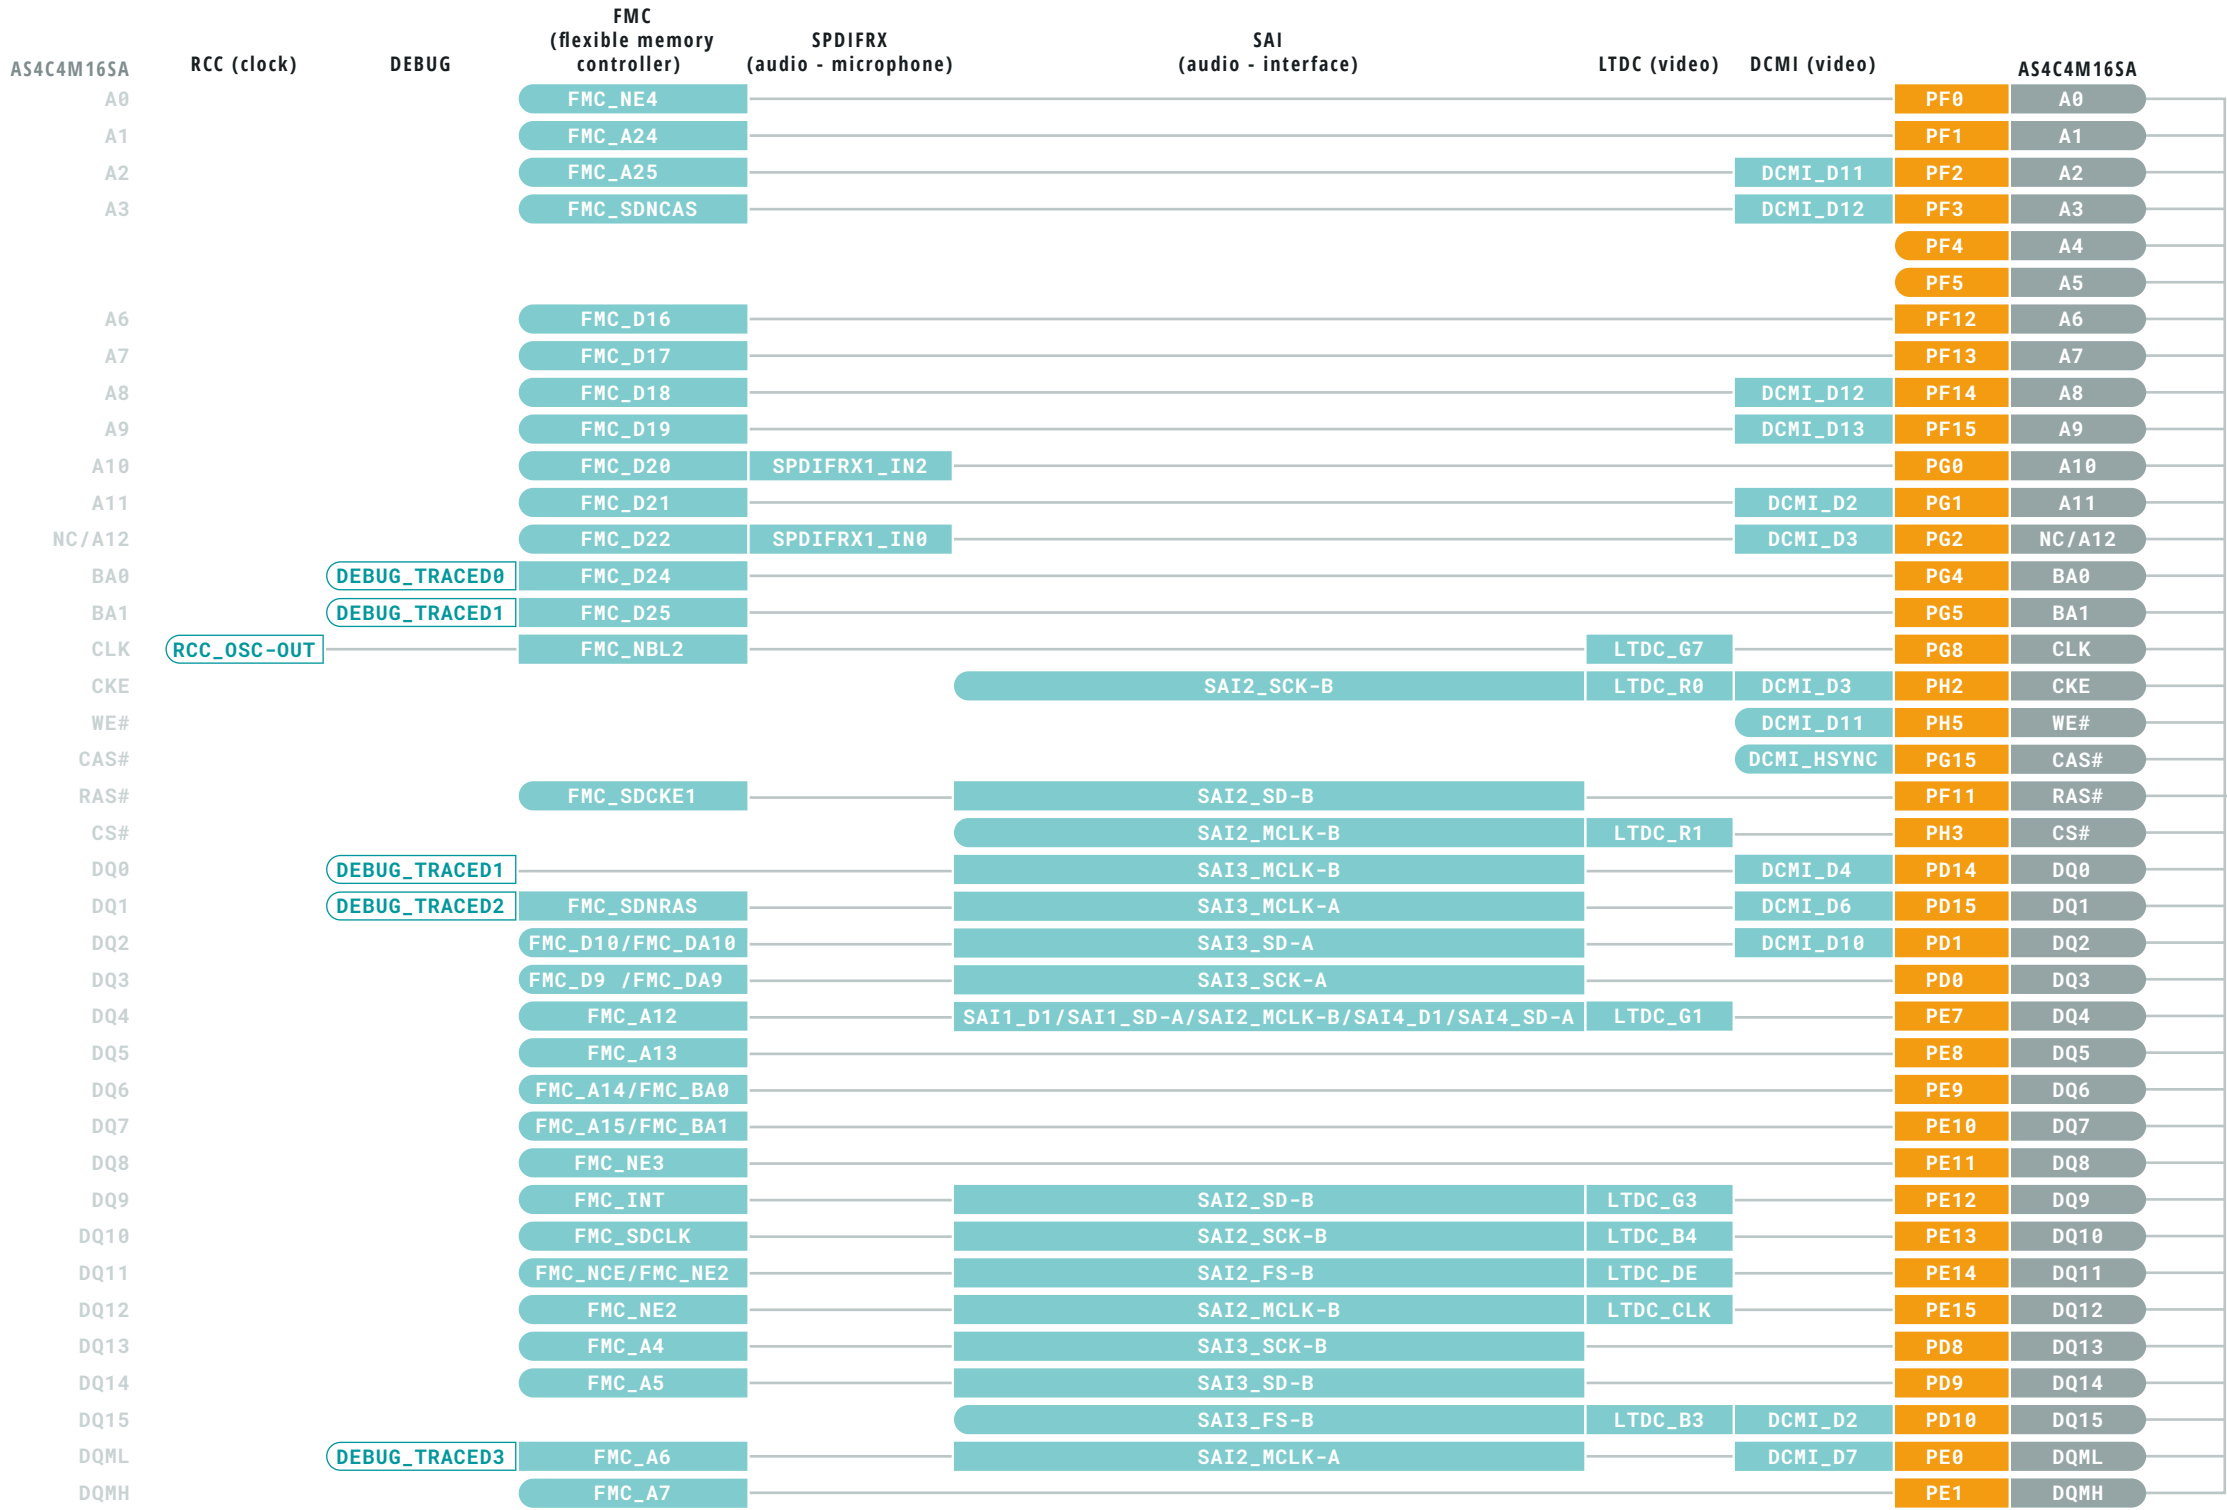 AS4C4M16SA RCC (clock) DEBUG FMC (flexible memory controller) SPDIFRX (audio - microphone) SAI (audio - interface) LTDC (video) DCMI (video) AS4C4M16SA
A0 FMC_NE4 PF0 A0
A1 FMC_A24 PF1 A1
A2 FMC_A25 DCMI_D11 PF2 A2
A3 FMC_SDNCAS DCMI_D12 PF3 A3
PF4 A4
PF5 A5
A6 FMC_D16 PF12 A6
A7 FMC_D17 PF13 A7
A8 FMC_D18 DCMI_D12 PF14 A8
A9 FMC_D19 DCMI_D13 PF15 A9
A10 FMC_D20 SPDIFRX1_IN2 PG0 A10
A11 FMC_D21 DCMI_D2 PG1 A11
NC/A12 FMC_D22 SPDIFRX1_IN0 DCMI_D3 PG2 NC/A12
BA0 DEBUG_TRACED0 FMC_D24 PG4 BA0
BA1 DEBUG_TRACED1 FMC_D25 PG5 BA1
CLK RCC_OSC-OUT FMC_NBL2 LTDC_G7 PG8 CLK
CKE SAI2_SCK-B LTDC_R0 DCMI_D3 PH2 CKE
WE# DCMI_D11 PH5 WE#
CAS# DCMI_HSYNC PG15 CAS#
RAS# FMC_SDCKE1 SAI2_SD-B PF11 RAS#
CS# SAI2_MCLK-B LTDC_R1 PH3 CS#
DQ0 DEBUG_TRACED1 SAI3_MCLK-B DCMI_D4 PD14 DQ0
DQ1 DEBUG_TRACED2 FMC_SDNRAS SAI3_MCLK-A DCMI_D6 PD15 DQ1
DQ2 FMC_D10/FMC_DA10 SAI3_SD-A DCMI_D10 PD1 DQ2
DQ3 FMC_D9 /FMC_DA9 SAI3_SCK-A PD0 DQ3
DQ4 FMC_A12 SAI1_D1/SAI1_SD-A/SAI2_MCLK-B/SAI4_D1/SAI4_SD-A LTDC_G1 PE7 DQ4
DQ5 FMC_A13 PE8 DQ5
DQ6 FMC_A14/FMC_BA0 PE9 DQ6
DQ7 FMC_A15/FMC_BA1 PE10 DQ7
DQ8 FMC_NE3 PE11 DQ8
DQ9 FMC_INT SAI2_SD-B LTDC_G3 PE12 DQ9
DQ10 FMC_SDCLK SAI2_SCK-B LTDC_B4 PE13 DQ10
DQ11 FMC_NCE/FMC_NE2 SAI2_FS-B LTDC_DE PE14 DQ11
DQ12 FMC_NE2 SAI2_MCLK-B LTDC_CLK PE15 DQ12
DQ13 FMC_A4 SAI3_SCK-B PD8 DQ13
DQ14 FMC_A5 SAI3_SD-B PD9 DQ14
DQ15 SAI3_FS-B LTDC_B3 DCMI_D2 PD10 DQ15
DQML DEBUG_TRACED3 FMC_A6 SAI2_MCLK-A DCMI_D7 PE0 DQML
DQMH FMC_A7 PE1 DQMH